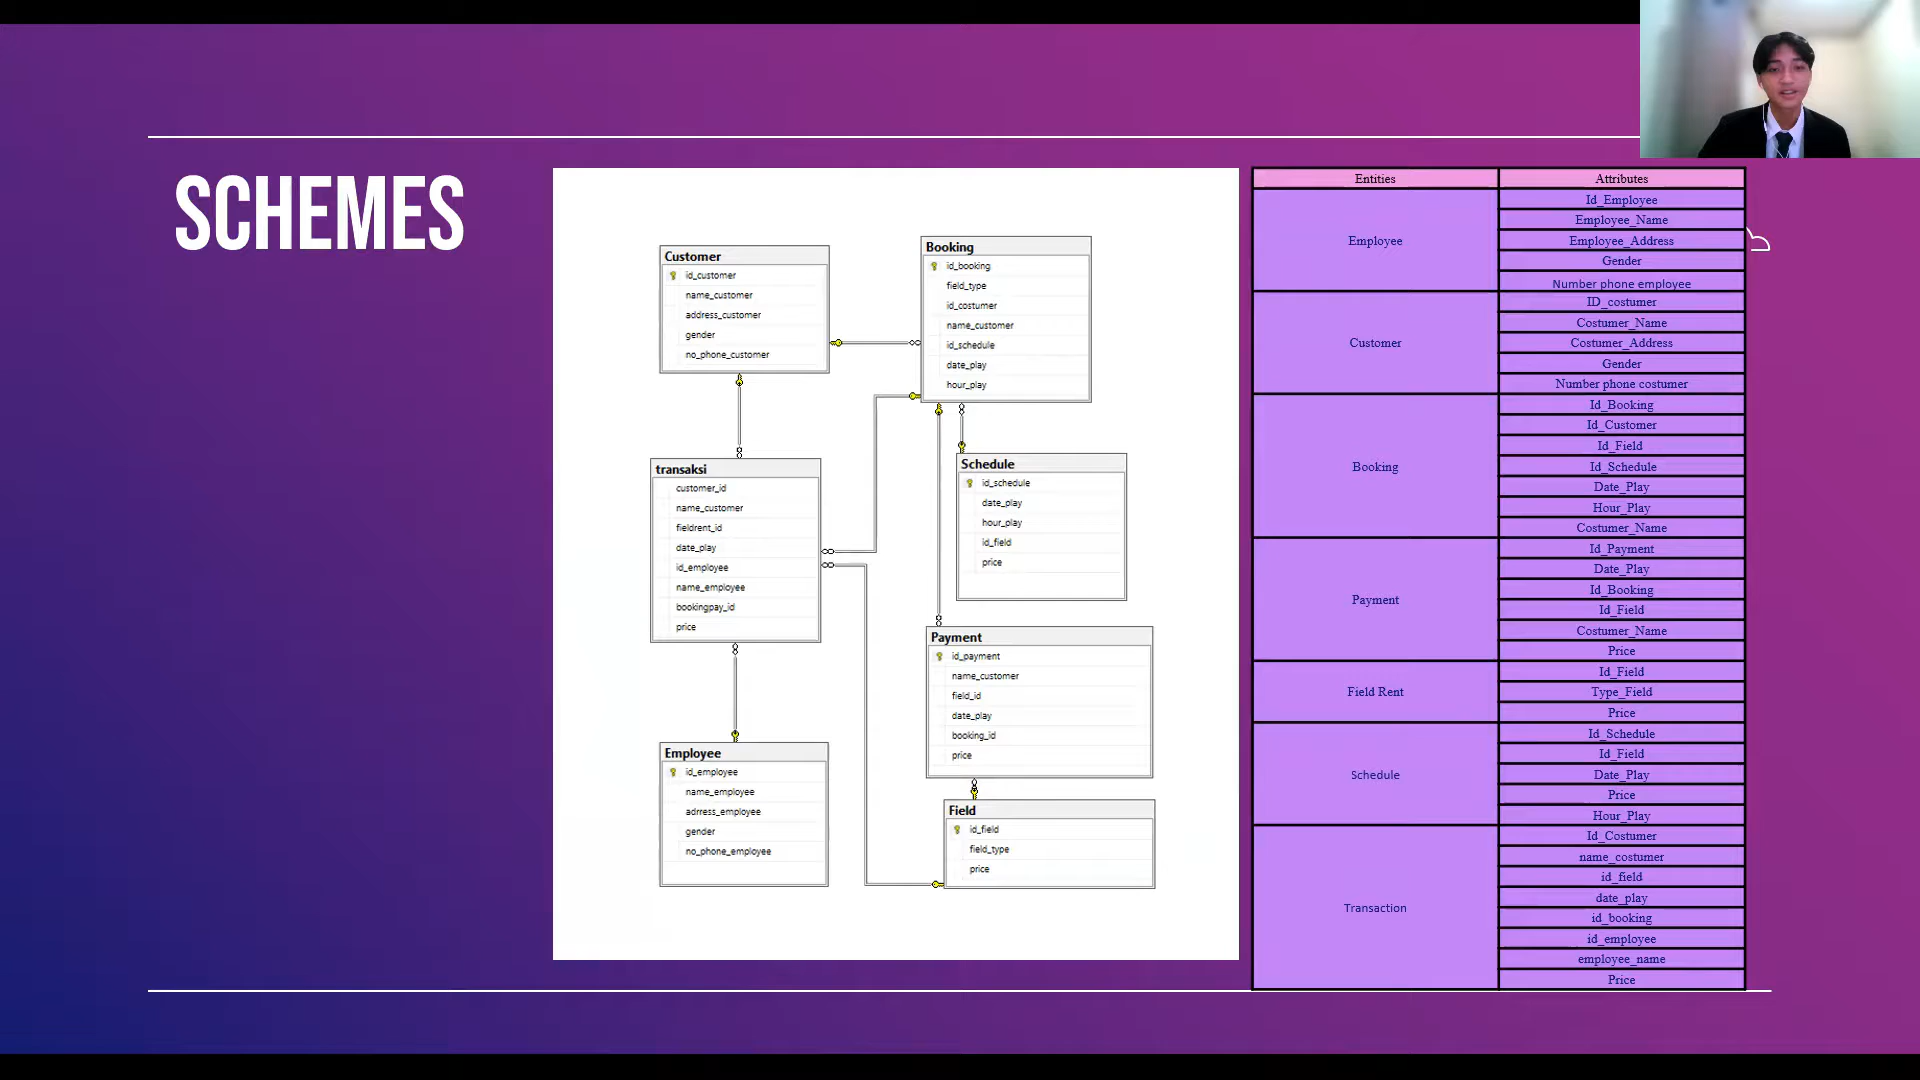 SCHEMES
Customer
id_customer
name_customer
address_customer
gender
no_phone_customer
Booking
id_booking
field_type
id_costumer
name_customer
id_schedule
date_play
hour_play
transaksi
customer_id
name_customer
fieldrent_id
date_play
id_employee
name_employee
bookingpay_id
price
Schedule
id_schedule
date_play
hour_play
id_field
price
Payment
id_payment
name_customer
field_id
date_play
booking_id
price
Employee
id_employee
name_employee
adrress_employee
gender
no_phone_employee
Field
id_field
field_type
price
Entities Attributes
Employee
Id_Employee
Employee_Name
Employee_Address
Gender
Number phone employee
Customer
ID_costumer
Costumer_Name
Costumer_Address
Gender
Number phone costumer
Booking
Id_Booking
Id_Customer
Id_Field
Id_Schedule
Date_Play
Hour_Play
Costumer_Name
Payment
Id_Payment
Date_Play
Id_Booking
Id_Field
Costumer_Name
Price
Field Rent
Id_Field
Type_Field
Price
Schedule
Id_Schedule
Id_Field
Date_Play
Price
Hour_Play
Transaction
Id_Costumer
name_costumer
id_field
date_play
id_booking
id_employee
employee_name
Price